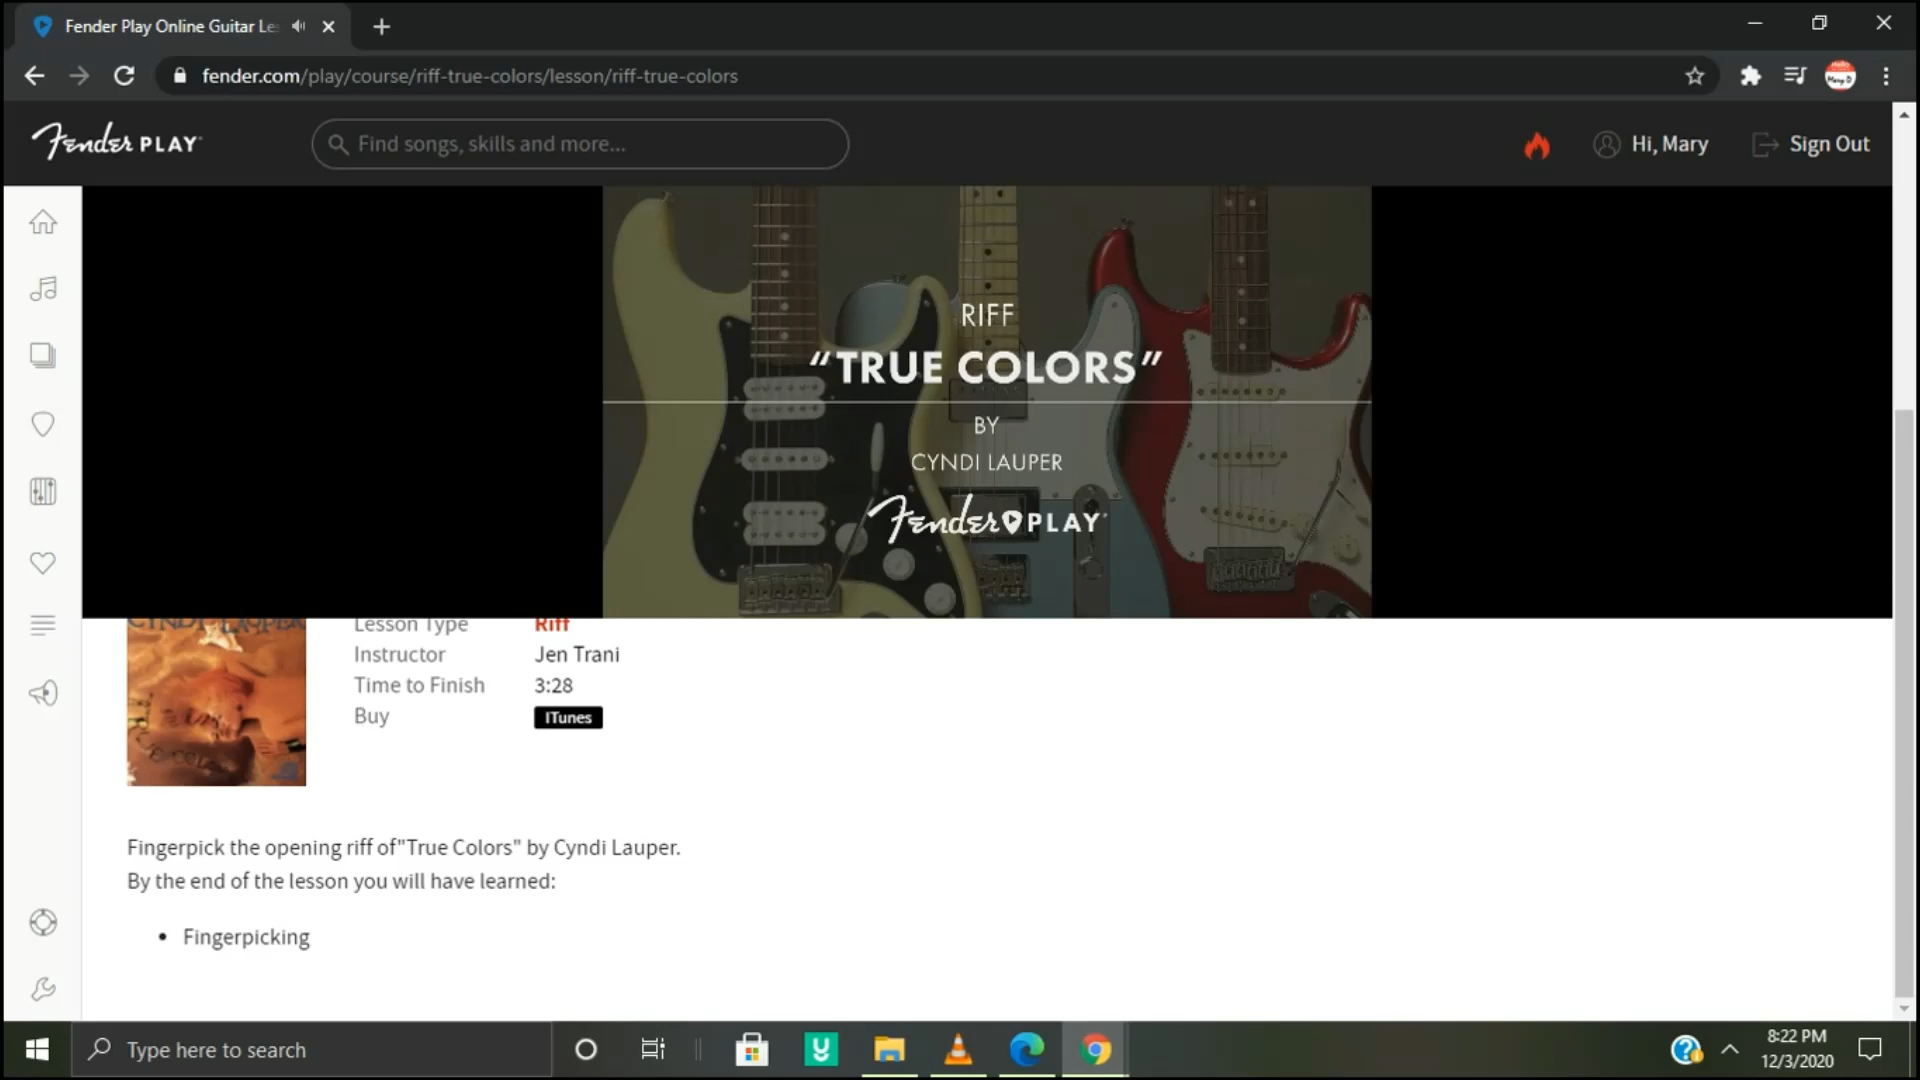 Fender Play Online Guitar Le
fender.com/play/course/riff-true-colors/lesson/riff-true-colors
Fender PLAY
Find songs, skills and more...
Hi, Mary
Sign Out
RIFF
“TRUE COLORS”
BY
CYNDI LAUPER
Fender PLAY
CYNDI LAUPER
Lesson Type Riff
Instructor Jen Trani
Time to Finish 3:28
Buy ITunes
Fingerpick the opening riff of"True Colors" by Cyndi Lauper.
By the end of the lesson you will have learned:
• Fingerpicking
Type here to search
8:22 PM
12/3/2020